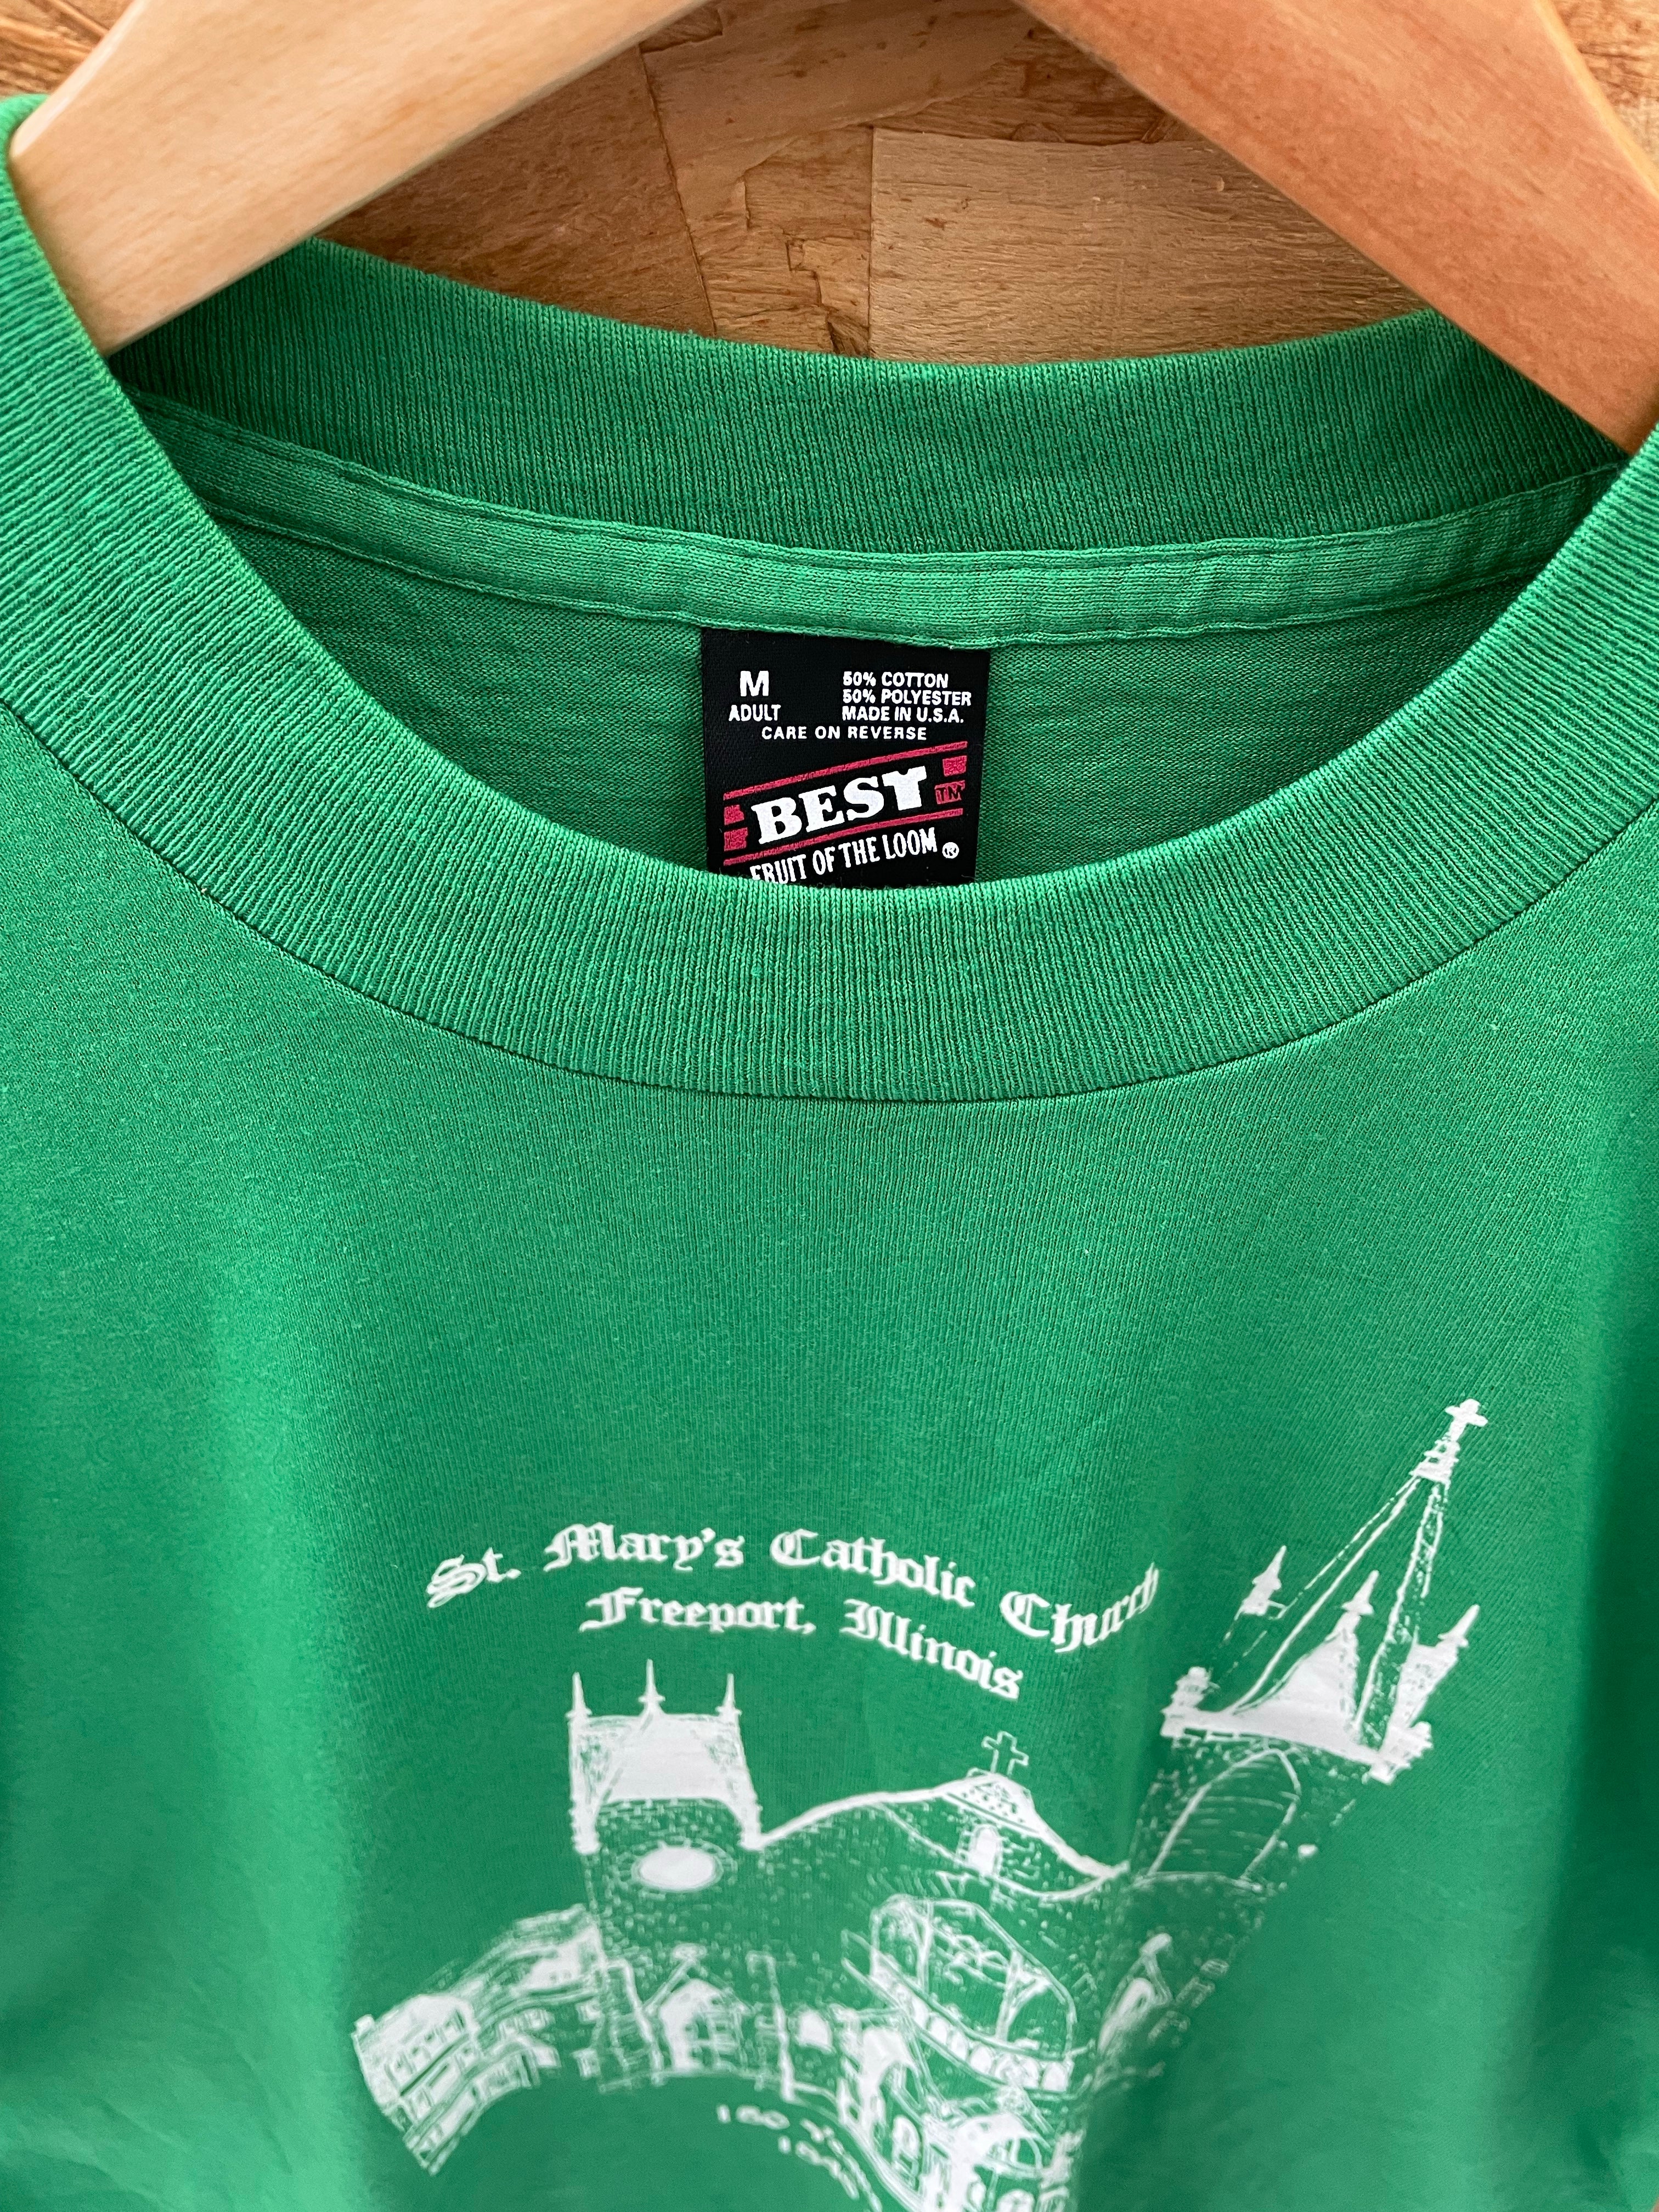 M
ADULT
50% COTTON
50% POLYESTER
MADE IN U.S.A.
CARE ON REVERSE
BEST TM
FRUIT OF THE LOOM ®
St. Mary's Catholic Church
Freeport, Illinois